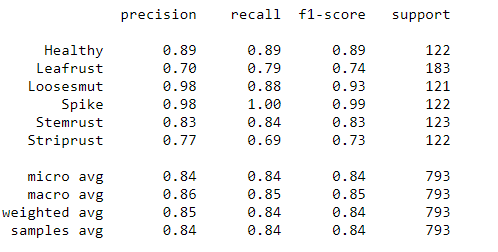 precision recall f1-score support
Healthy 0.89 0.89 0.89 122
Leafrust 0.70 0.79 0.74 183
Loosesmut 0.98 0.88 0.93 121
Spike 0.98 1.00 0.99 122
Stemrust 0.83 0.84 0.83 123
Striprust 0.77 0.69 0.73 122
micro avg 0.84 0.84 0.84 793
macro avg 0.86 0.85 0.85 793
weighted avg 0.85 0.84 0.84 793
samples avg 0.84 0.84 0.84 793